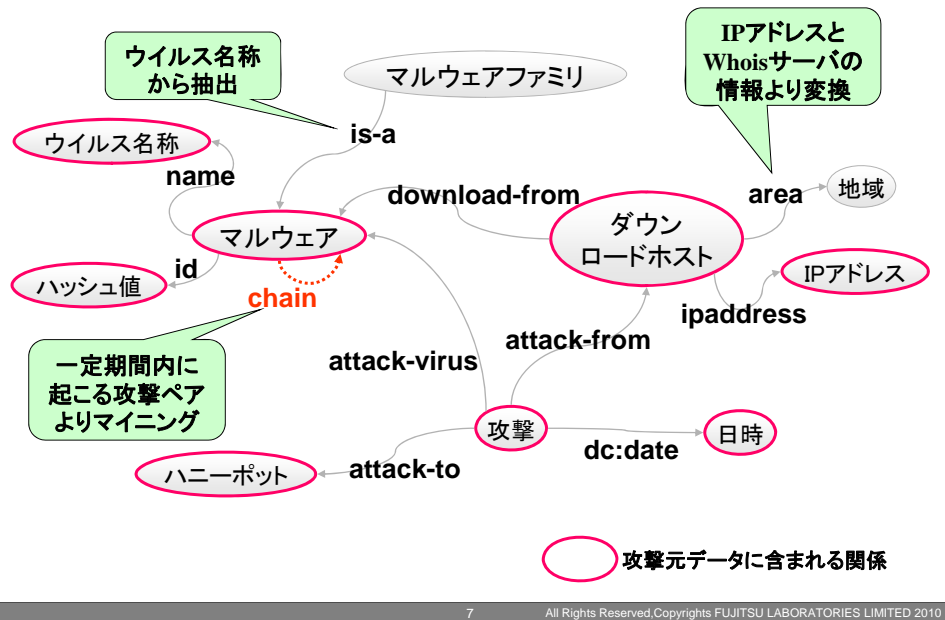 ウイルス名称
から抽出
マルウェアファミリ
IPアドレスと
Whoisサーバの
情報より変換
ウイルス名称
is-a
name
download-from
area
地域
マルウェア
ダウン
ロードホスト
id
ハッシュ値
chain
IPアドレス
ipaddress
attack-from
attack-virus
一定期間内に
起こる攻撃ペア
よりマイニング
攻撃
dc:date
日時
ハニーポット
attack-to
攻撃元データに含まれる関係
7
All Rights Reserved,Copyrights FUJITSU LABORATORIES LIMITED 2010